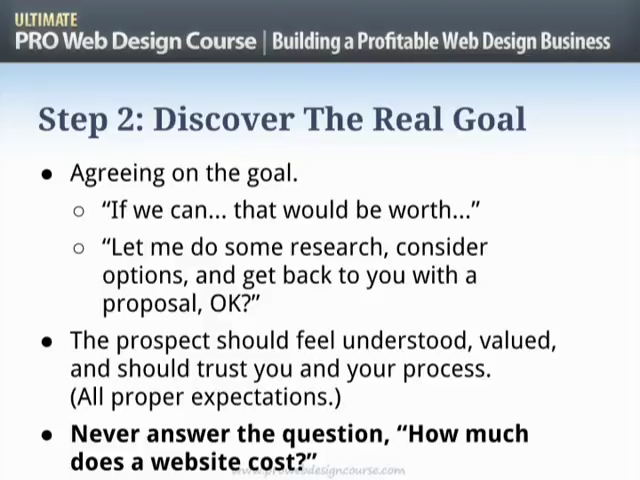 ULTIMATE
PRO Web Design Course | Building a Profitable Web Design Business
Step 2: Discover The Real Goal
● Agreeing on the goal.
○ “If we can... that would be worth...”
○ “Let me do some research, consider
options, and get back to you with a
proposal, OK?”
● The prospect should feel understood, valued,
and should trust you and your process.
(All proper expectations.)
● Never answer the question, “How much
does a website cost?”
www.prowebdesigncourse.com